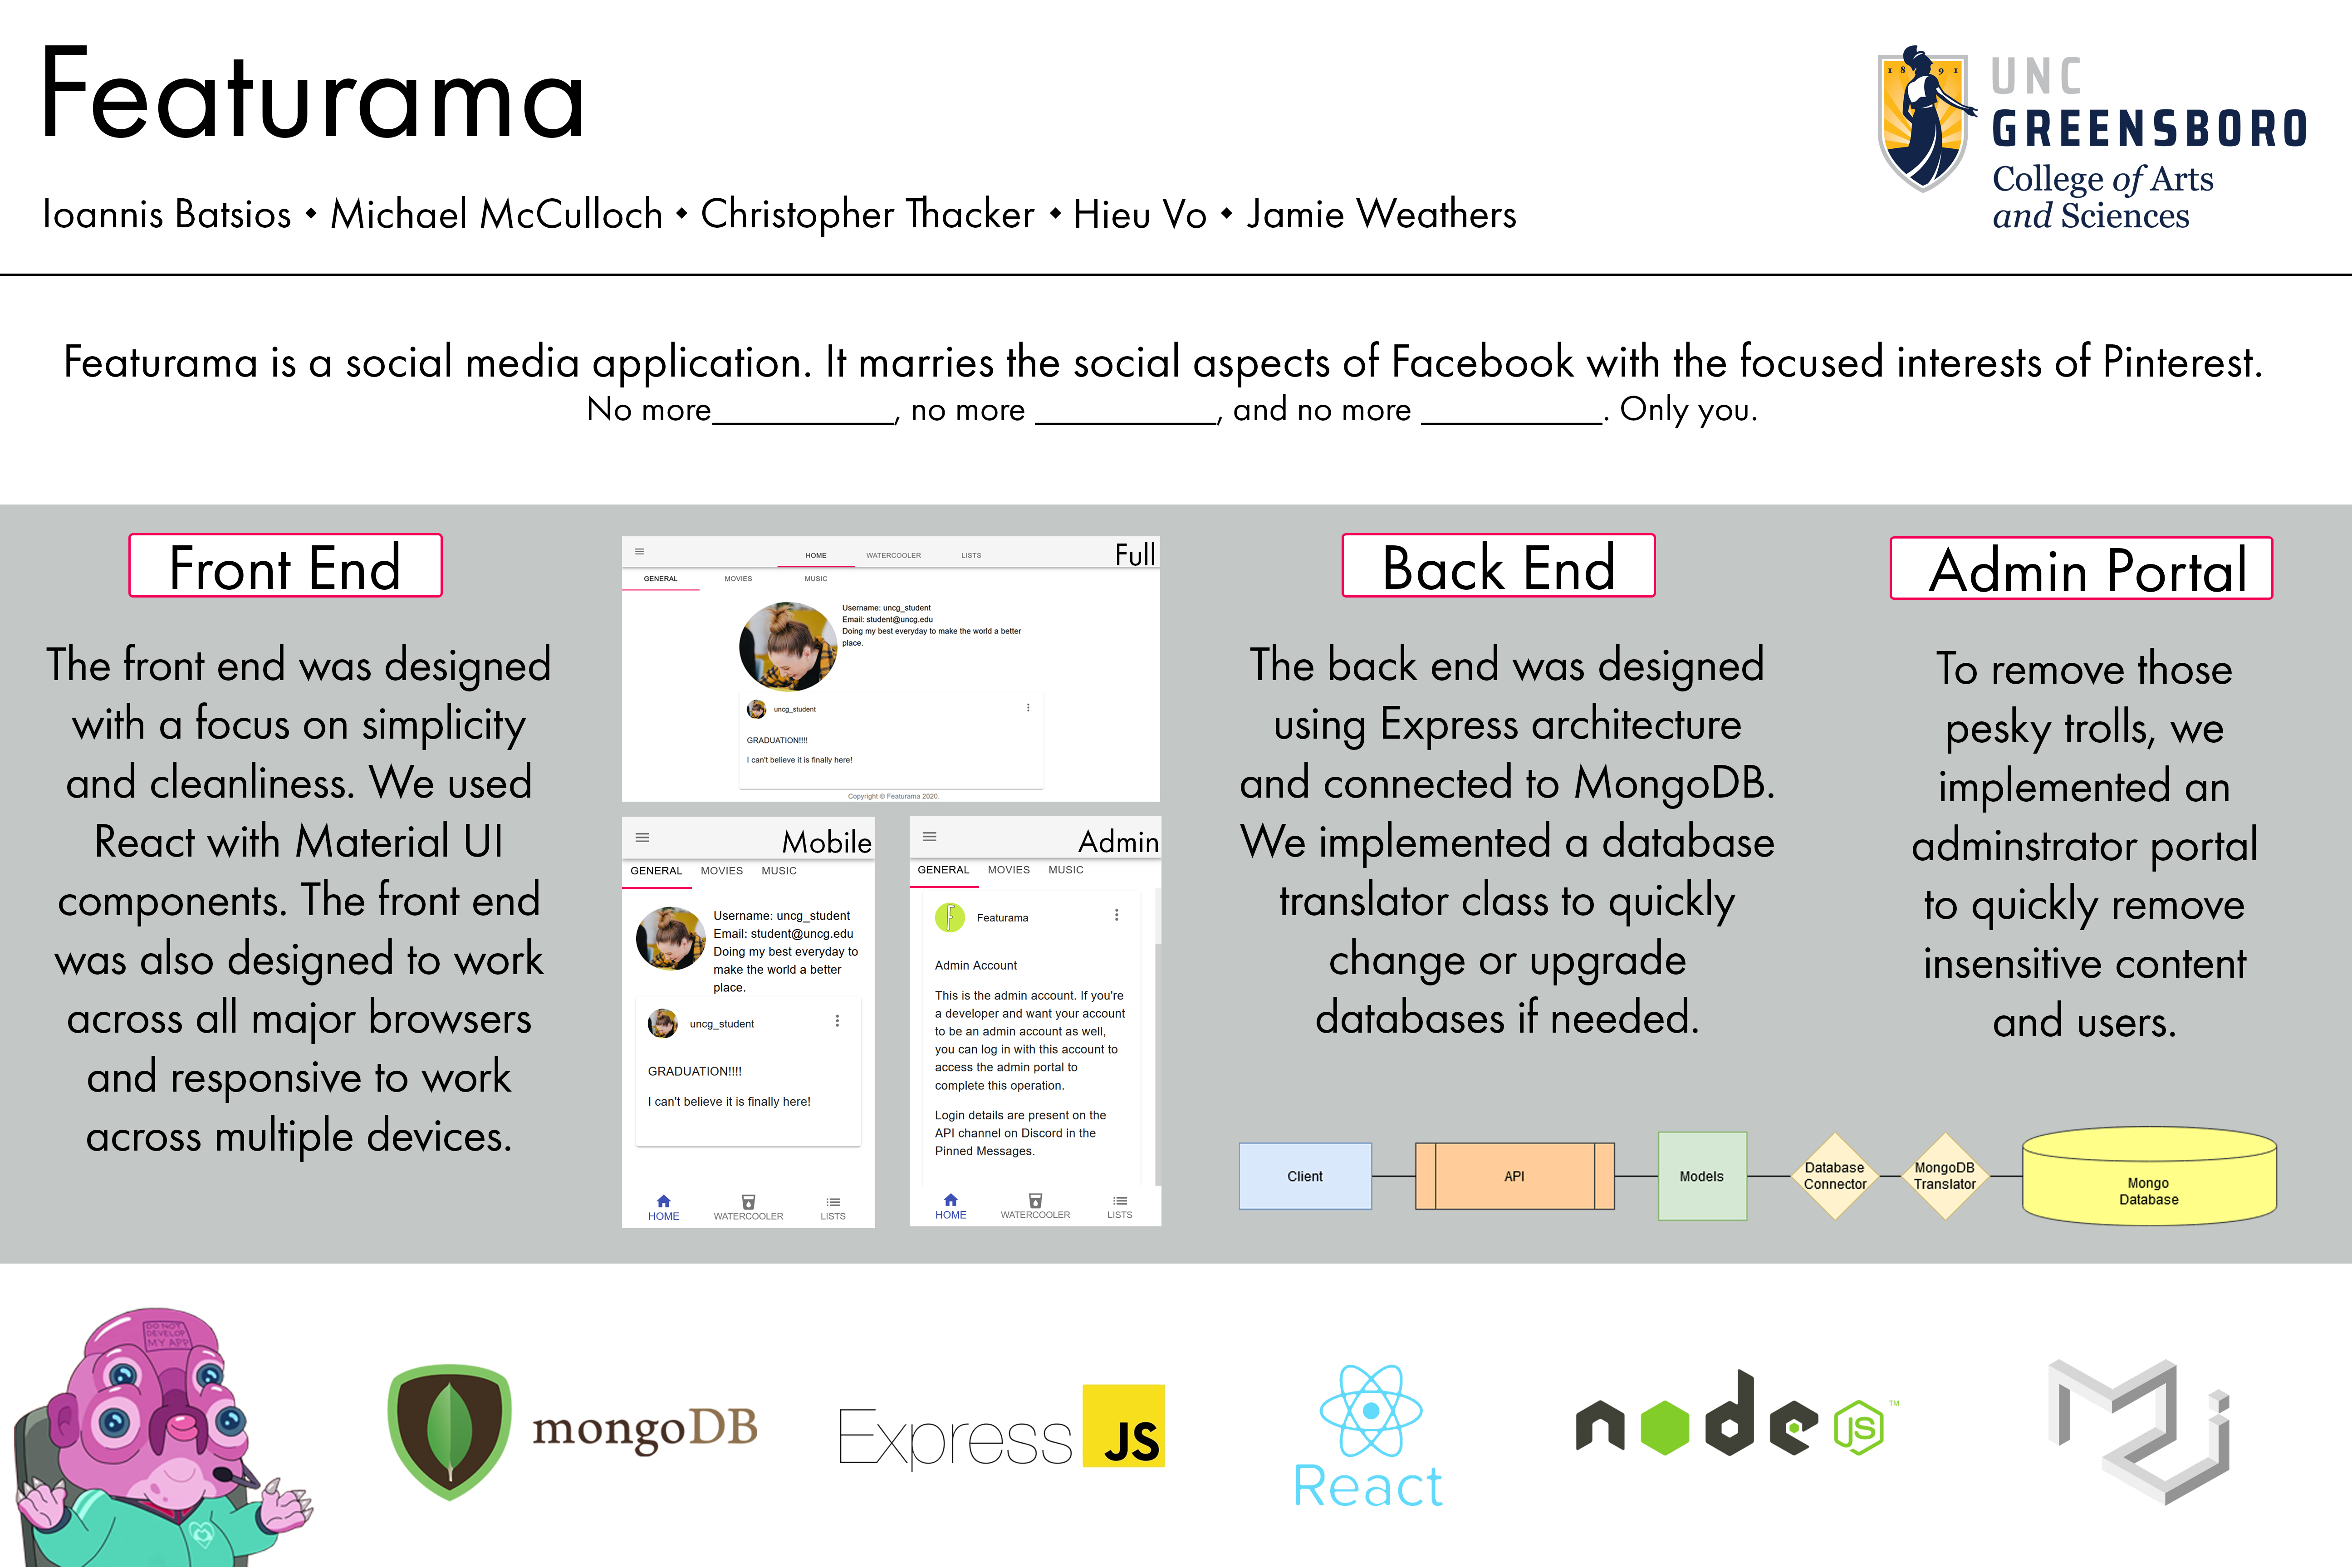 Featurama
Ioannis Batsios • Michael McCulloch • Christopher Thacker • Hieu Vo • Jamie Weathers
1891
UNC
GREENSBORO
College of Arts
and Sciences
Featurama is a social media application. It marries the social aspects of Facebook with the focused interests of Pinterest.
No more__________, no more __________, and no more __________. Only you.
Front End
The front end was designed
with a focus on simplicity
and cleanliness. We used
React with Material UI
components. The front end
was also designed to work
across all major browsers
and responsive to work
across multiple devices.
HOME WATERCOOLER LISTS Full
GENERAL MOVIES MUSIC
Username: uncg_student
Email: student@uncg.edu
Doing my best everyday to make the world a better
place.
uncg_student
GRADUATION!!!!
I can't believe it is finally here!
Copyright © Featurama 2020.
Mobile
GENERAL MOVIES MUSIC
Username: uncg_student
Email: student@uncg.edu
Doing my best everyday to
make the world a better
place.
uncg_student
GRADUATION!!!!
I can't believe it is finally here!
HOME WATERCOOLER LISTS
Admin
GENERAL MOVIES MUSIC
F
Featurama
Admin Account
This is the admin account. If you're
a developer and want your account
to be an admin account as well,
you can log in with this account to
access the admin portal to
complete this operation.
Login details are present on the
API channel on Discord in the
Pinned Messages.
HOME WATERCOOLER LISTS
Back End
The back end was designed
using Express architecture
and connected to MongoDB.
We implemented a database
translator class to quickly
change or upgrade
databases if needed.
Admin Portal
To remove those
pesky trolls, we
implemented an
adminstrator portal
to quickly remove
insensitive content
and users.
Client
API
Models
Database
Connector
MongoDB
Translator
Mongo
Database
DO NOT
DEVELOP
MY APP
mongoDB
Express
JS
React
node
JS
TM